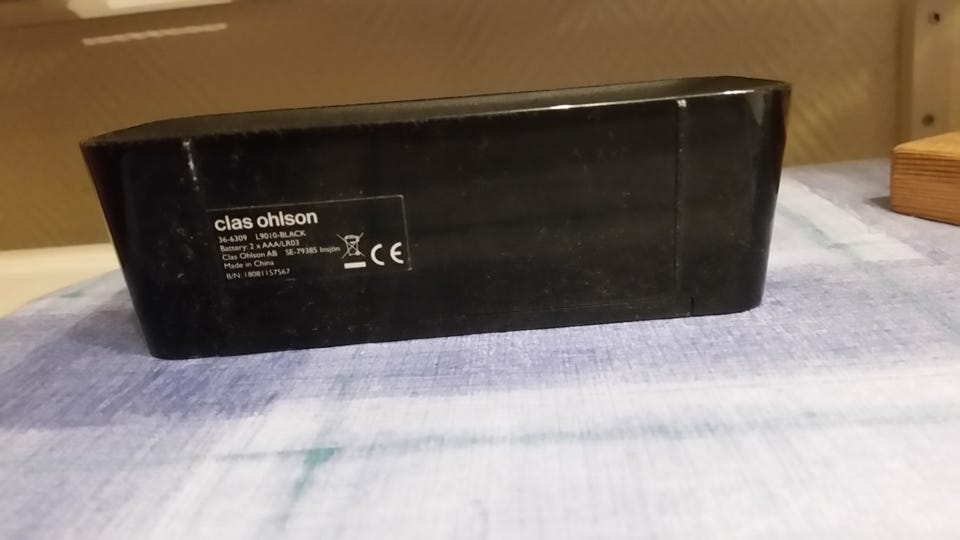 clas ohlson
36-6309 L9010-BLACK
Battery: 2 x AAA/LR03
Clas Ohlson AB SE-79385 Insjön
Made in China
B/N: 18081157567
CE